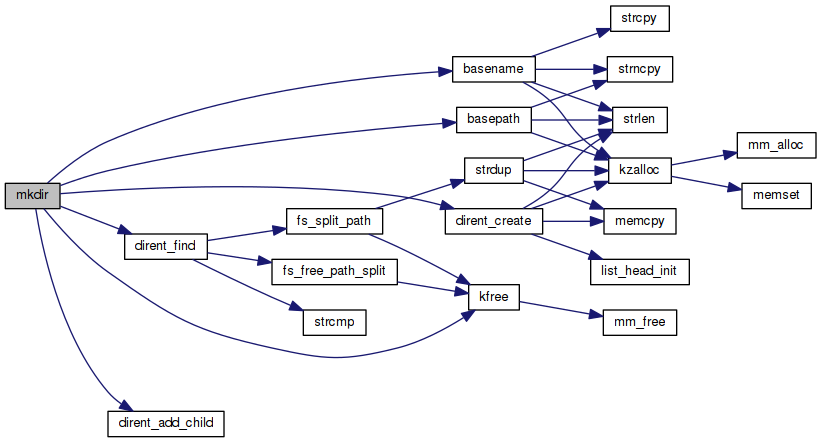 strcpy
basename
strncpy
basepath
strlen
mm_alloc
strdup
kzalloc
mkdir
memset
fs_split_path
dirent_create
memcpy
dirent_find
fs_free_path_split
list_head_init
kfree
strcmp
mm_free
dirent_add_child